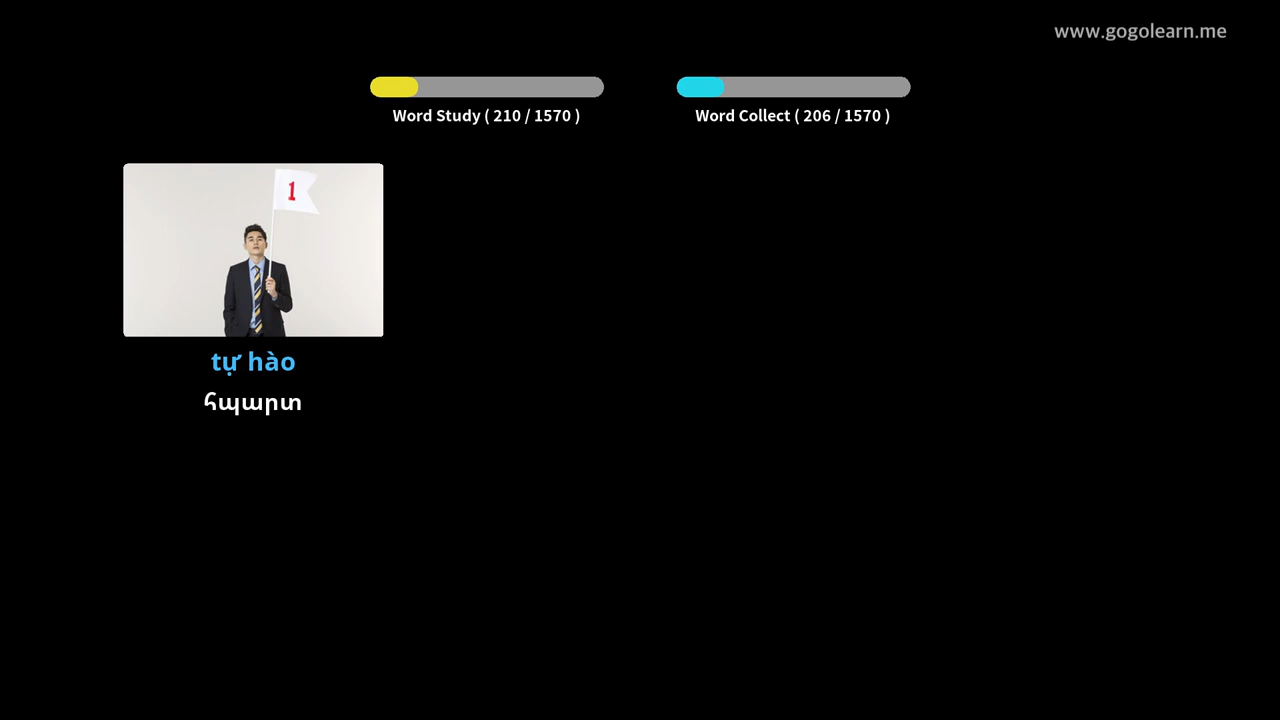 www.gogolearn.me
Word Study ( 210 / 1570 )
Word Collect ( 206 / 1570 )
1
tự hào
հպարտ